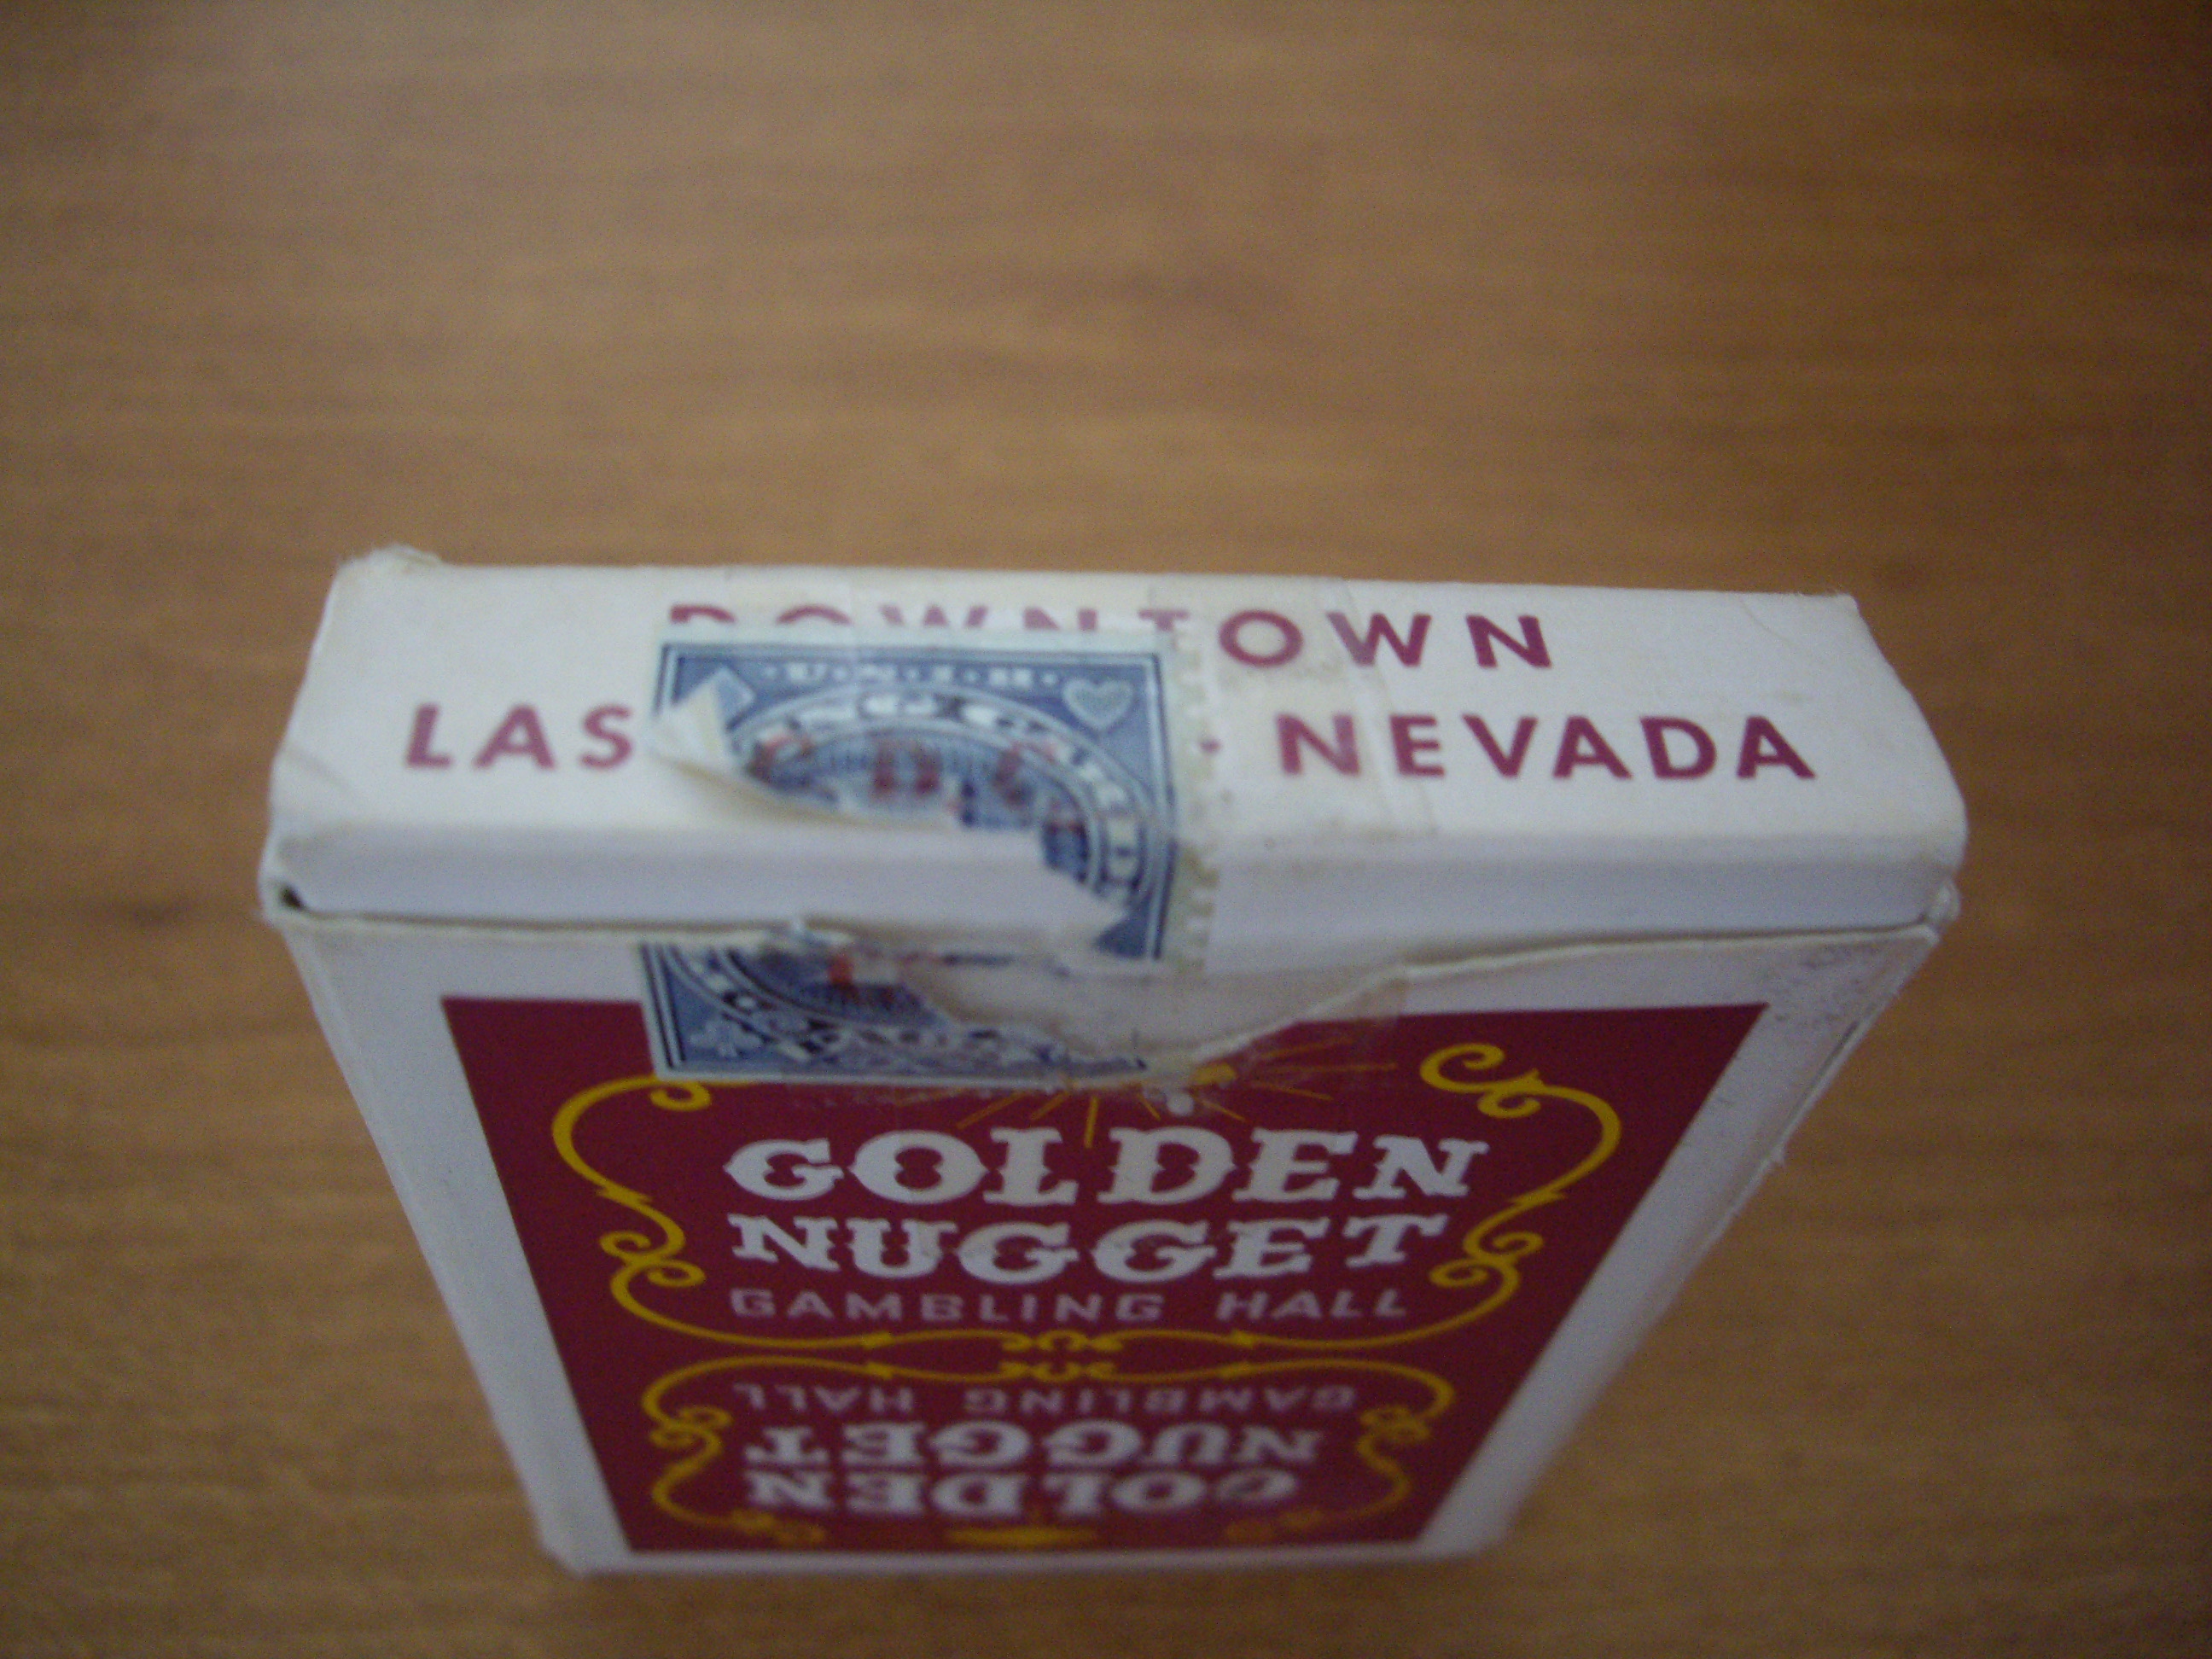 DOWNTOWN
LAS · NEVADA
GOLDEN
NUGGET
GAMBLING HALL
GAMBLING HALL
NUGGET
GOLDEN